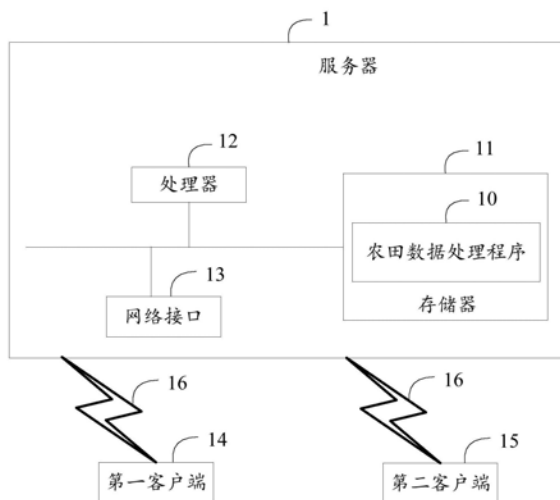 1
服务器
12
处理器
11
10
农田数据处理程序
存储器
13
网络接口
16
16
14
第一客户端
15
第二客户端